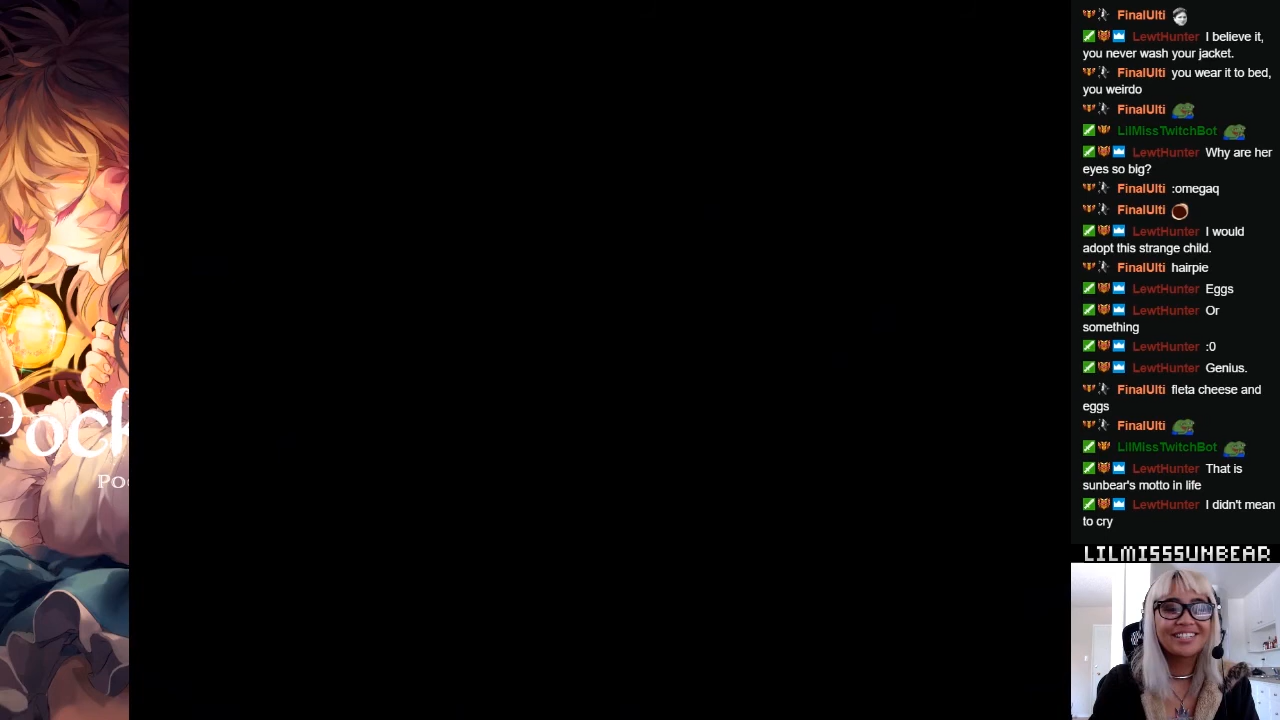 FinalUlti
LewtHunter I believe it,
you never wash your jacket.
FinalUlti you wear it to bed,
you weirdo
FinalUlti
LilMissTwitchBot
LewtHunter Why are her
eyes so big?
FinalUlti :omegaq
FinalUlti
LewtHunter I would
adopt this strange child.
FinalUlti hairpie
LewtHunter Eggs
LewtHunter Or
something
LewtHunter :0
LewtHunter Genius.
FinalUlti fleta cheese and
eggs
FinalUlti
LilMissTwitchBot
LewtHunter That is
sunbear's motto in life
LewtHunter I didn't mean
to cry
LILMISSSUNBEAR
Pock
Po